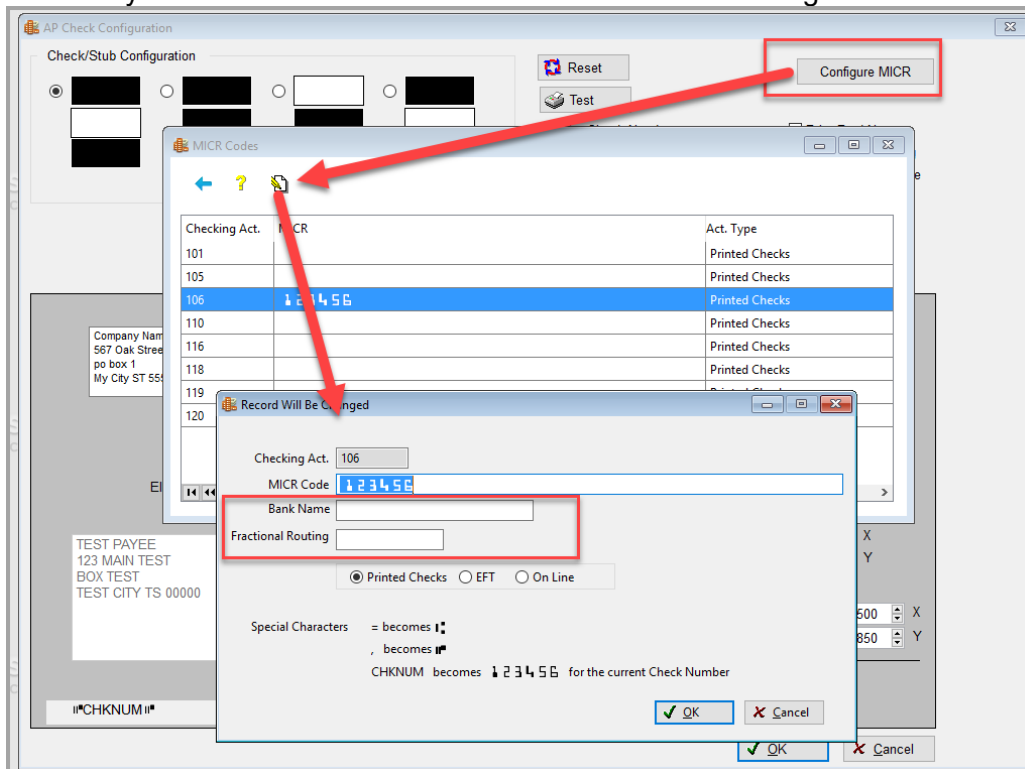 AP Check Configuration
Check/Stub Configuration
Reset
Configure MICR
Test
MICR Codes
?
Checking Act. MICR Act. Type
101 Printed Checks
105 Printed Checks
106 123456 Printed Checks
110 Printed Checks
116 Printed Checks
118 Printed Checks
119
120
Company Nam
567 Oak Stree
po box 1
My City ST 55
Record Will Be Changed
Checking Act. 106
MICR Code 123456
Bank Name
Fractional Routing
Printed Checks EFT On Line
Special Characters = becomes ⑆
, becomes ⑈
CHKNUM becomes 123456 for the current Check Number
OK Cancel
El
TEST PAYEE
123 MAIN TEST
BOX TEST
TEST CITY TS 00000
X
Y
500 X
850 Y
⑈CHKNUM⑈
OK Cancel